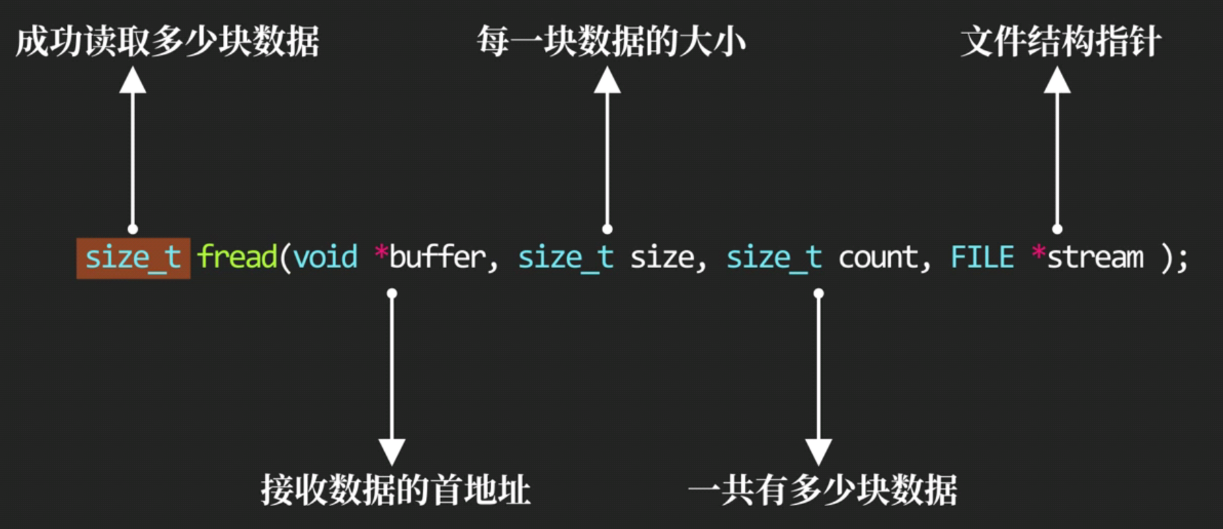 成功读取多少块数据 每一块数据的大小 文件结构指针
size_t fread(void *buffer, size_t size, size_t count, FILE *stream );
接收数据的首地址 一共有多少块数据